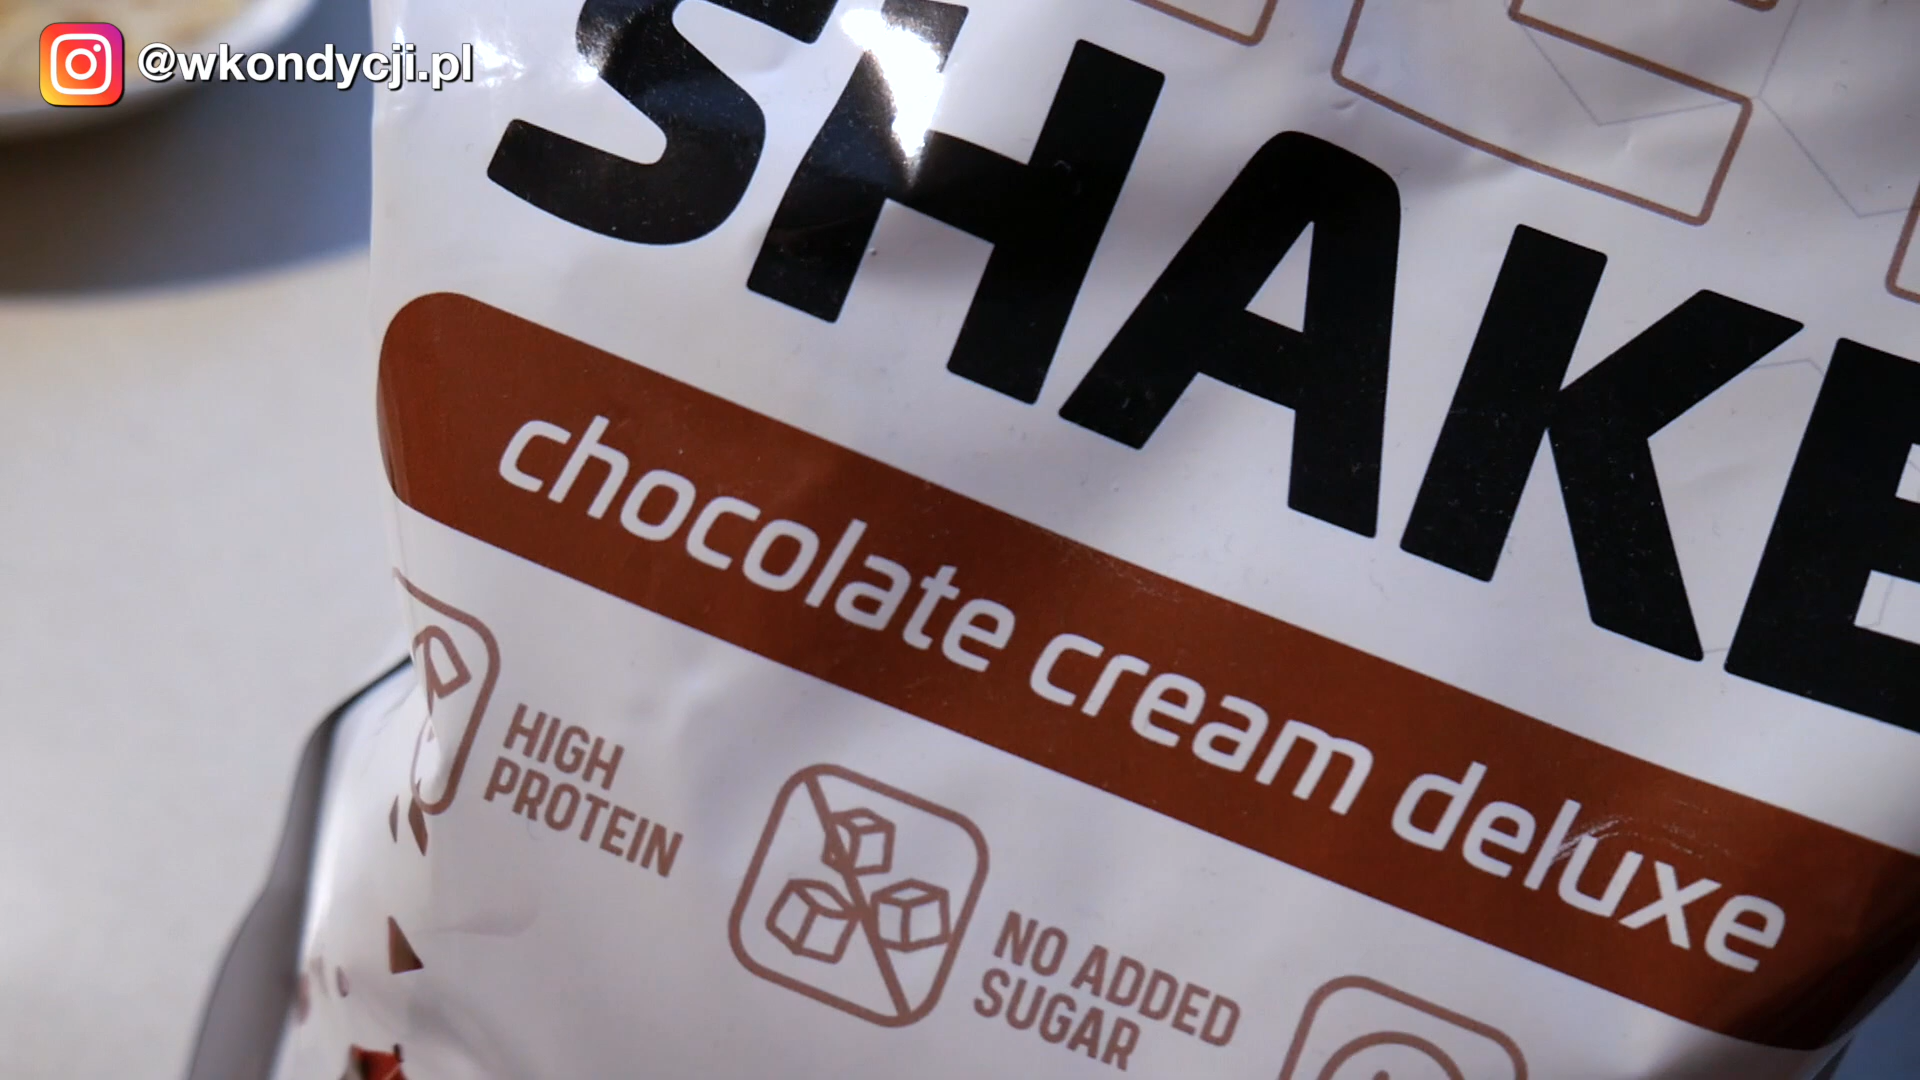 @wkondycji.pl
SHAKE
chocolate cream deluxe
HIGH
PROTEIN
NO ADDED
SUGAR